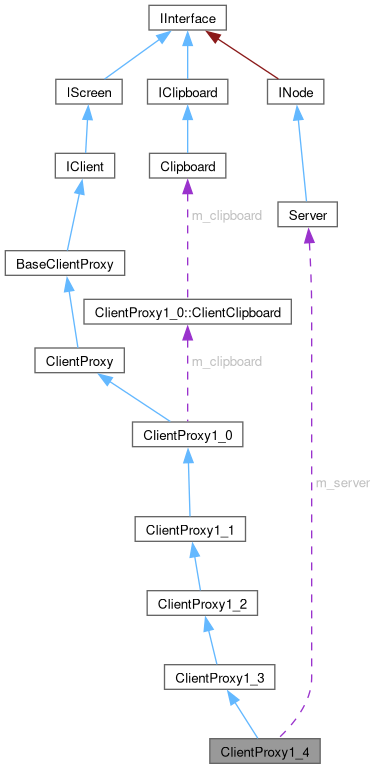 IInterface
IScreen
IClipboard
INode
IClient
Clipboard
Server
m_clipboard
BaseClientProxy
ClientProxy1_0::ClientClipboard
ClientProxy
m_clipboard
ClientProxy1_0
m_server
ClientProxy1_1
ClientProxy1_2
ClientProxy1_3
ClientProxy1_4